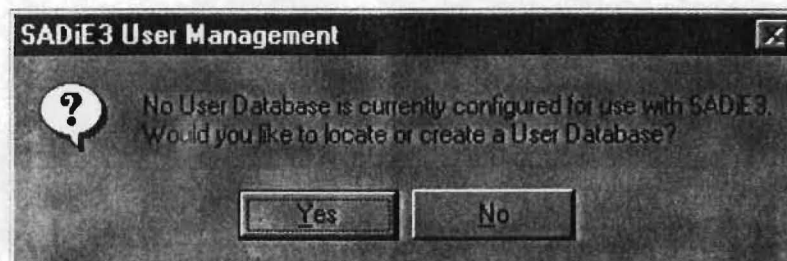 SADiE3 User Management
?
No User Database is currently configured for use with SADiE3.
Would you like to locate or create a User Database?
Yes No